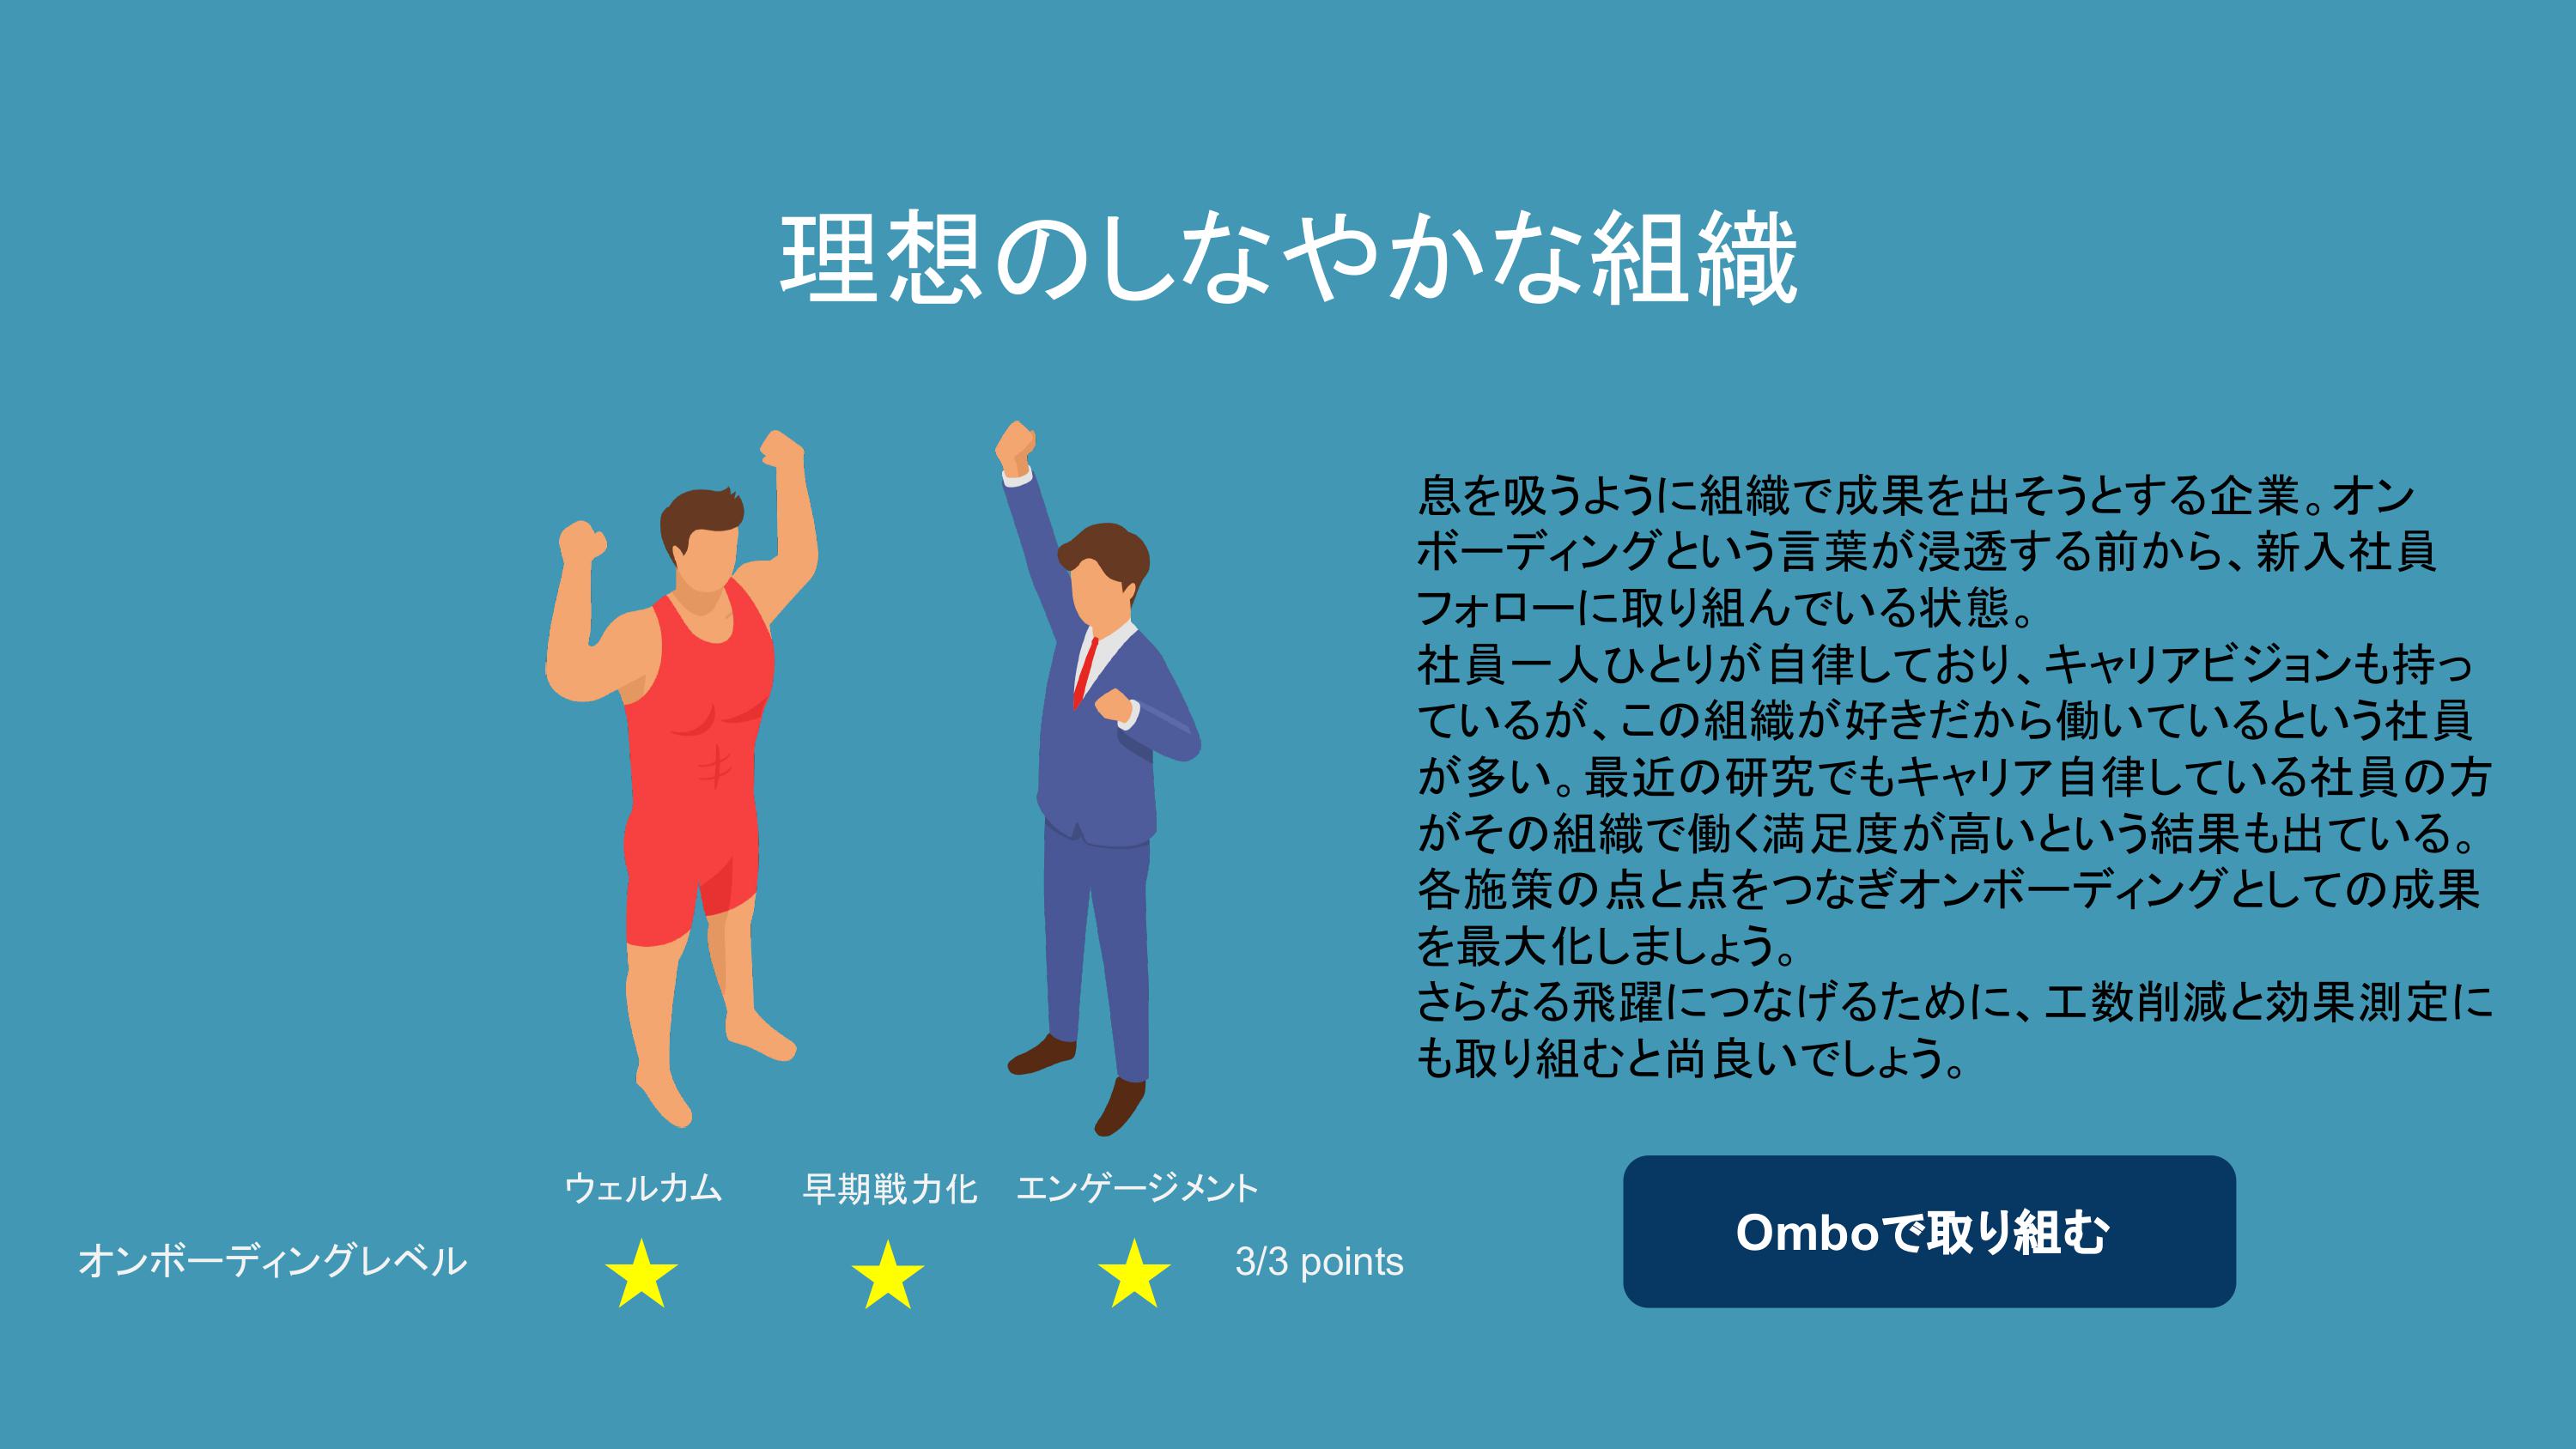 理想のしなやかな組織
息を吸うように組織で成果を出そうとする企業。オン
ボーディングという言葉が浸透する前から、新入社員
フォローに取り組んでいる状態。
社員一人ひとりが自律しており、キャリアビジョンも持っ
ているが、この組織が好きだから働いているという社員
が多い。最近の研究でもキャリア自律している社員の方
がその組織で働く満足度が高いという結果も出ている。
各施策の点と点をつなぎオンボーディングとしての成果
を最大化しましょう。
さらなる飛躍につなげるために、工数削減と効果測定に
も取り組むと尚良いでしょう。
ウェルカム 早期戦力化 エンゲージメント
オンボーディングレベル 3/3 points
Omboで取り組む